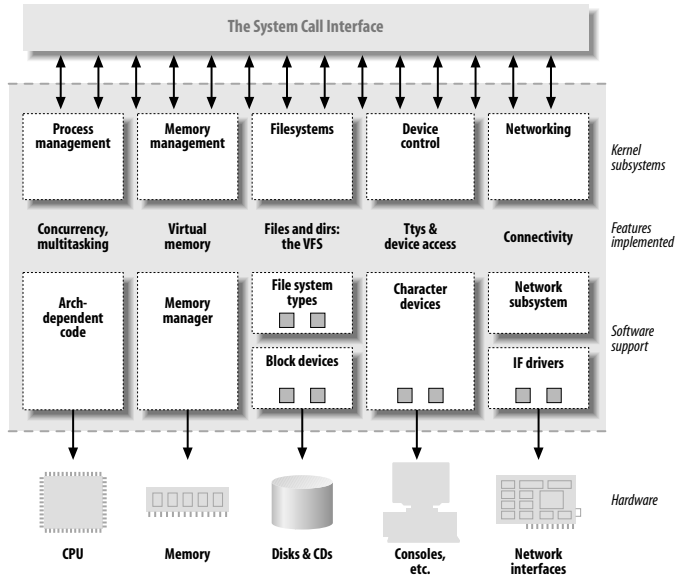 The System Call Interface
Process
management
Memory
management
Filesystems
Device
control
Networking
Kernel
subsystems
Concurrency,
multitasking
Virtual
memory
Files and dirs:
the VFS
Ttys &
device access
Connectivity
Features
implemented
Arch-
dependent
code
Memory
manager
File system
types
Block devices
Character
devices
Network
subsystem
IF drivers
Software
support
Hardware
CPU
Memory
Disks & CDs
Consoles,
etc.
Network
interfaces